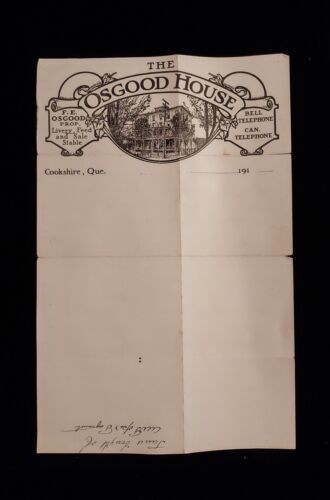 THE
OSGOOD HOUSE
F. E.
OSGOOD
PROP.
Livery, Feed
and Sale
Stable
BELL
TELEPHONE
CAN.
TELEPHONE
Cookshire, Que.
191